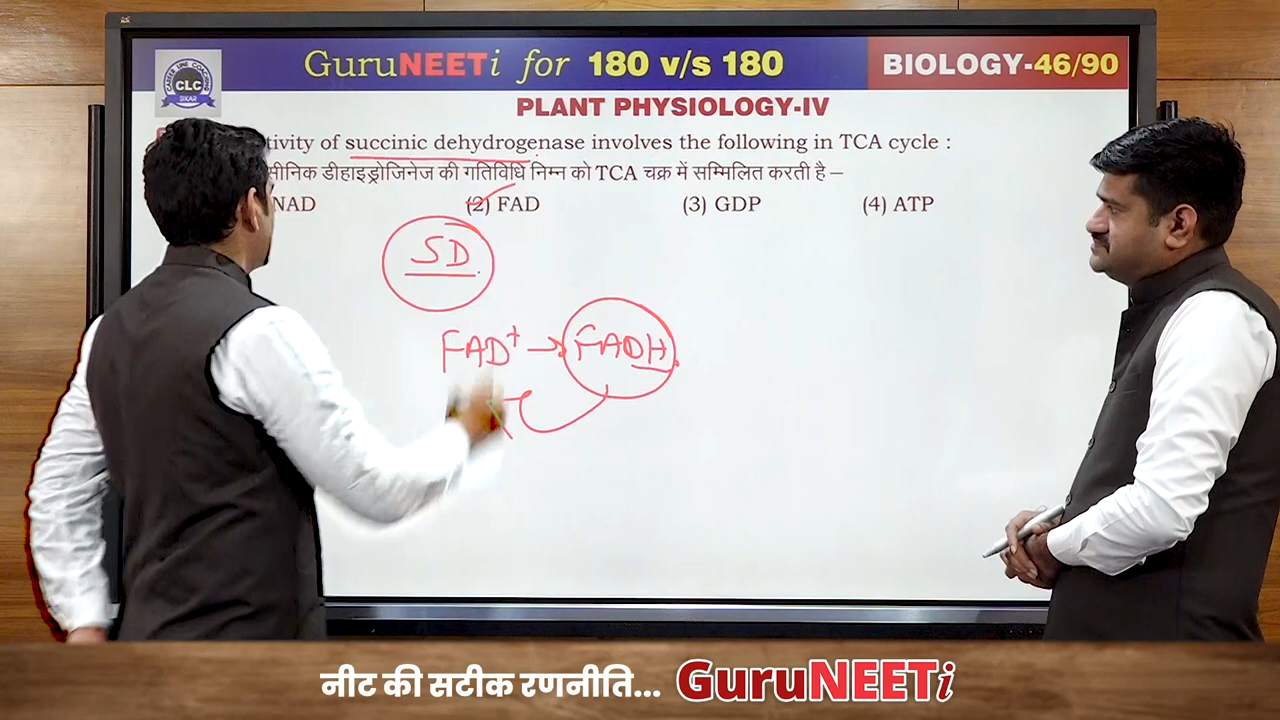 GuruNEETi for 180 v/s 180
BIOLOGY-46/90
CLC
SIKAR
PLANT PHYSIOLOGY-IV
of succinic dehydrogenase involves the following in TCA cycle :
डीहाइड्रोजिनेज की गतिविधि निम्न को TCA चक्र में सम्मिलित करती है –
NAD (2) FAD (3) GDP (4) ATP
SD
FAD+ → FADH
नीट की सटीक रणनीति... GuruNEETi